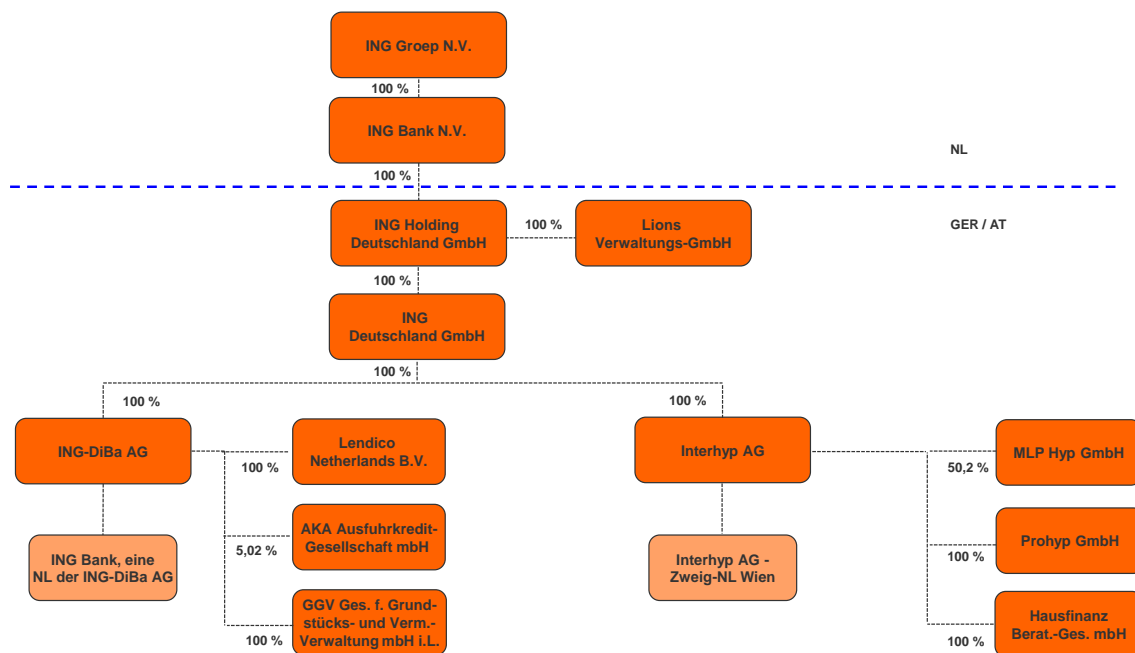 ING Groep N.V.
100 %
ING Bank N.V.
NL
100 %
ING Holding
Deutschland GmbH
100 %
Lions
Verwaltungs-GmbH
GER / AT
100 %
ING
Deutschland GmbH
100 %
100 %
100 %
ING-DiBa AG
100 %
Lendico
Netherlands B.V.
Interhyp AG
50,2 %
MLP Hyp GmbH
ING Bank, eine
NL der ING-DiBa AG
5,02 %
AKA Ausfuhrkredit-
Gesellschaft mbH
Interhyp AG -
Zweig-NL Wien
100 %
Prohyp GmbH
100 %
GGV Ges. f. Grund-
stücks- und Verm.-
Verwaltung mbH i.L.
100 %
Hausfinanz
Berat.-Ges. mbH